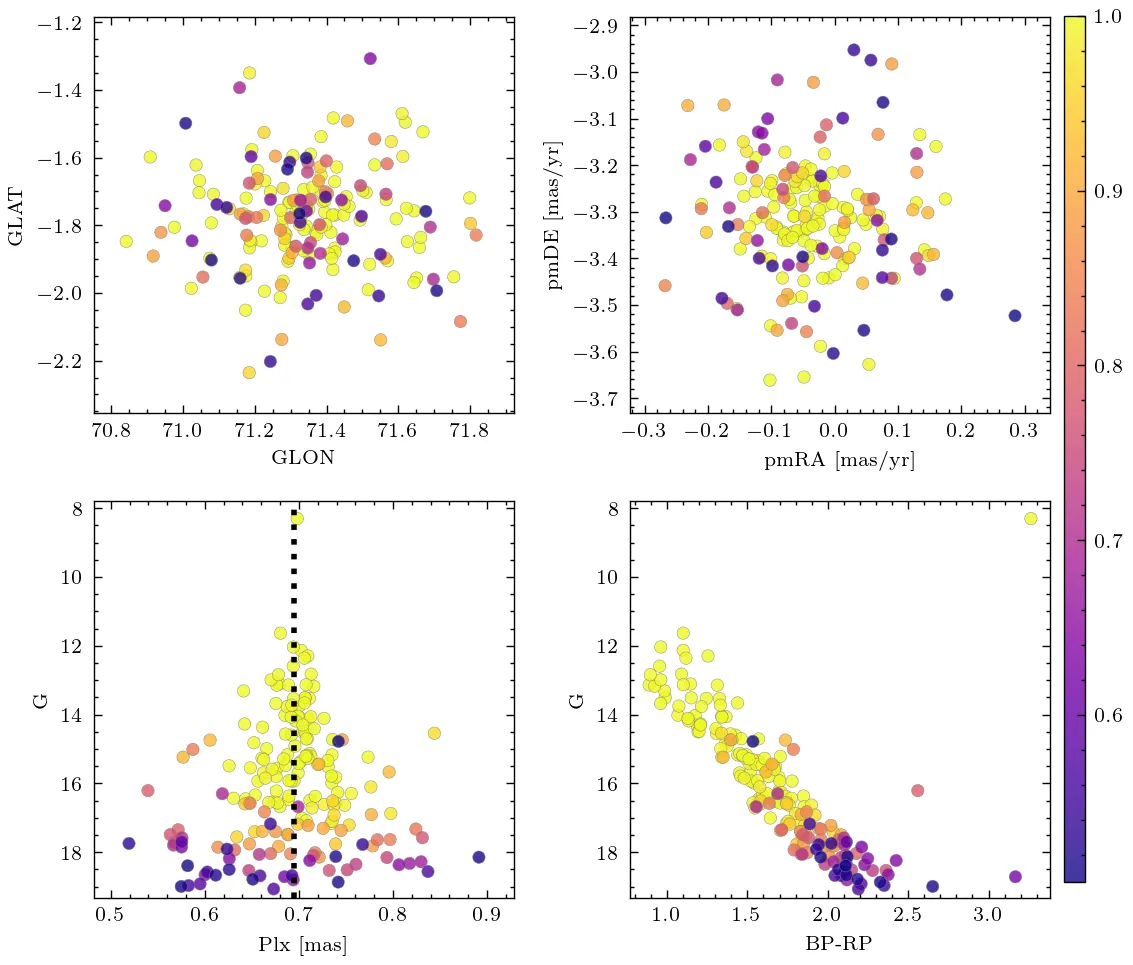 −1.2
−1.4
−1.6
−1.8
−2.0
−2.2
GLAT
70.8 71.0 71.2 71.4 71.6 71.8
GLON
−2.9
−3.0
−3.1
−3.2
−3.3
−3.4
−3.5
−3.6
−3.7
pmDE [mas/yr]
−0.3 −0.2 −0.1 0.0 0.1 0.2 0.3
pmRA [mas/yr]
8
10
12
14
16
18
G
0.5 0.6 0.7 0.8 0.9
Plx [mas]
8
10
12
14
16
18
G
1.0 1.5 2.0 2.5 3.0
BP-RP
1.0
0.9
0.8
0.7
0.6